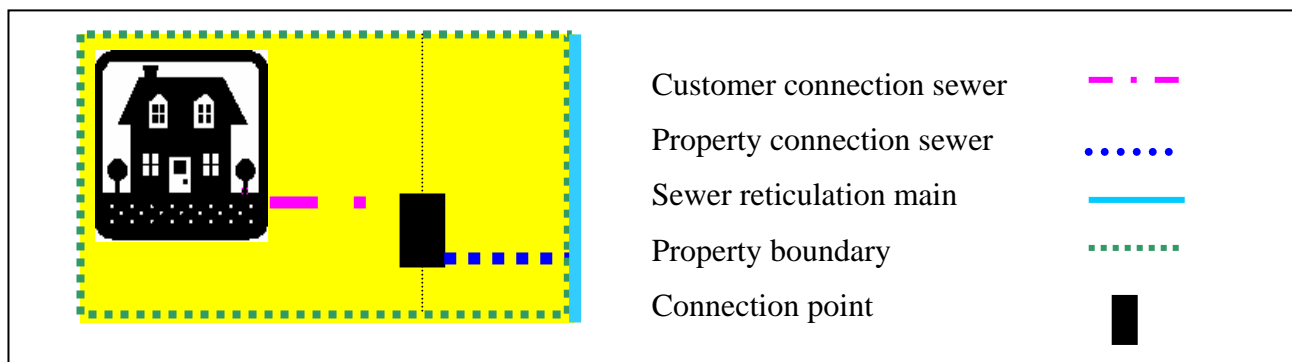 Customer connection sewer
Property connection sewer
Sewer reticulation main
Property boundary
Connection point